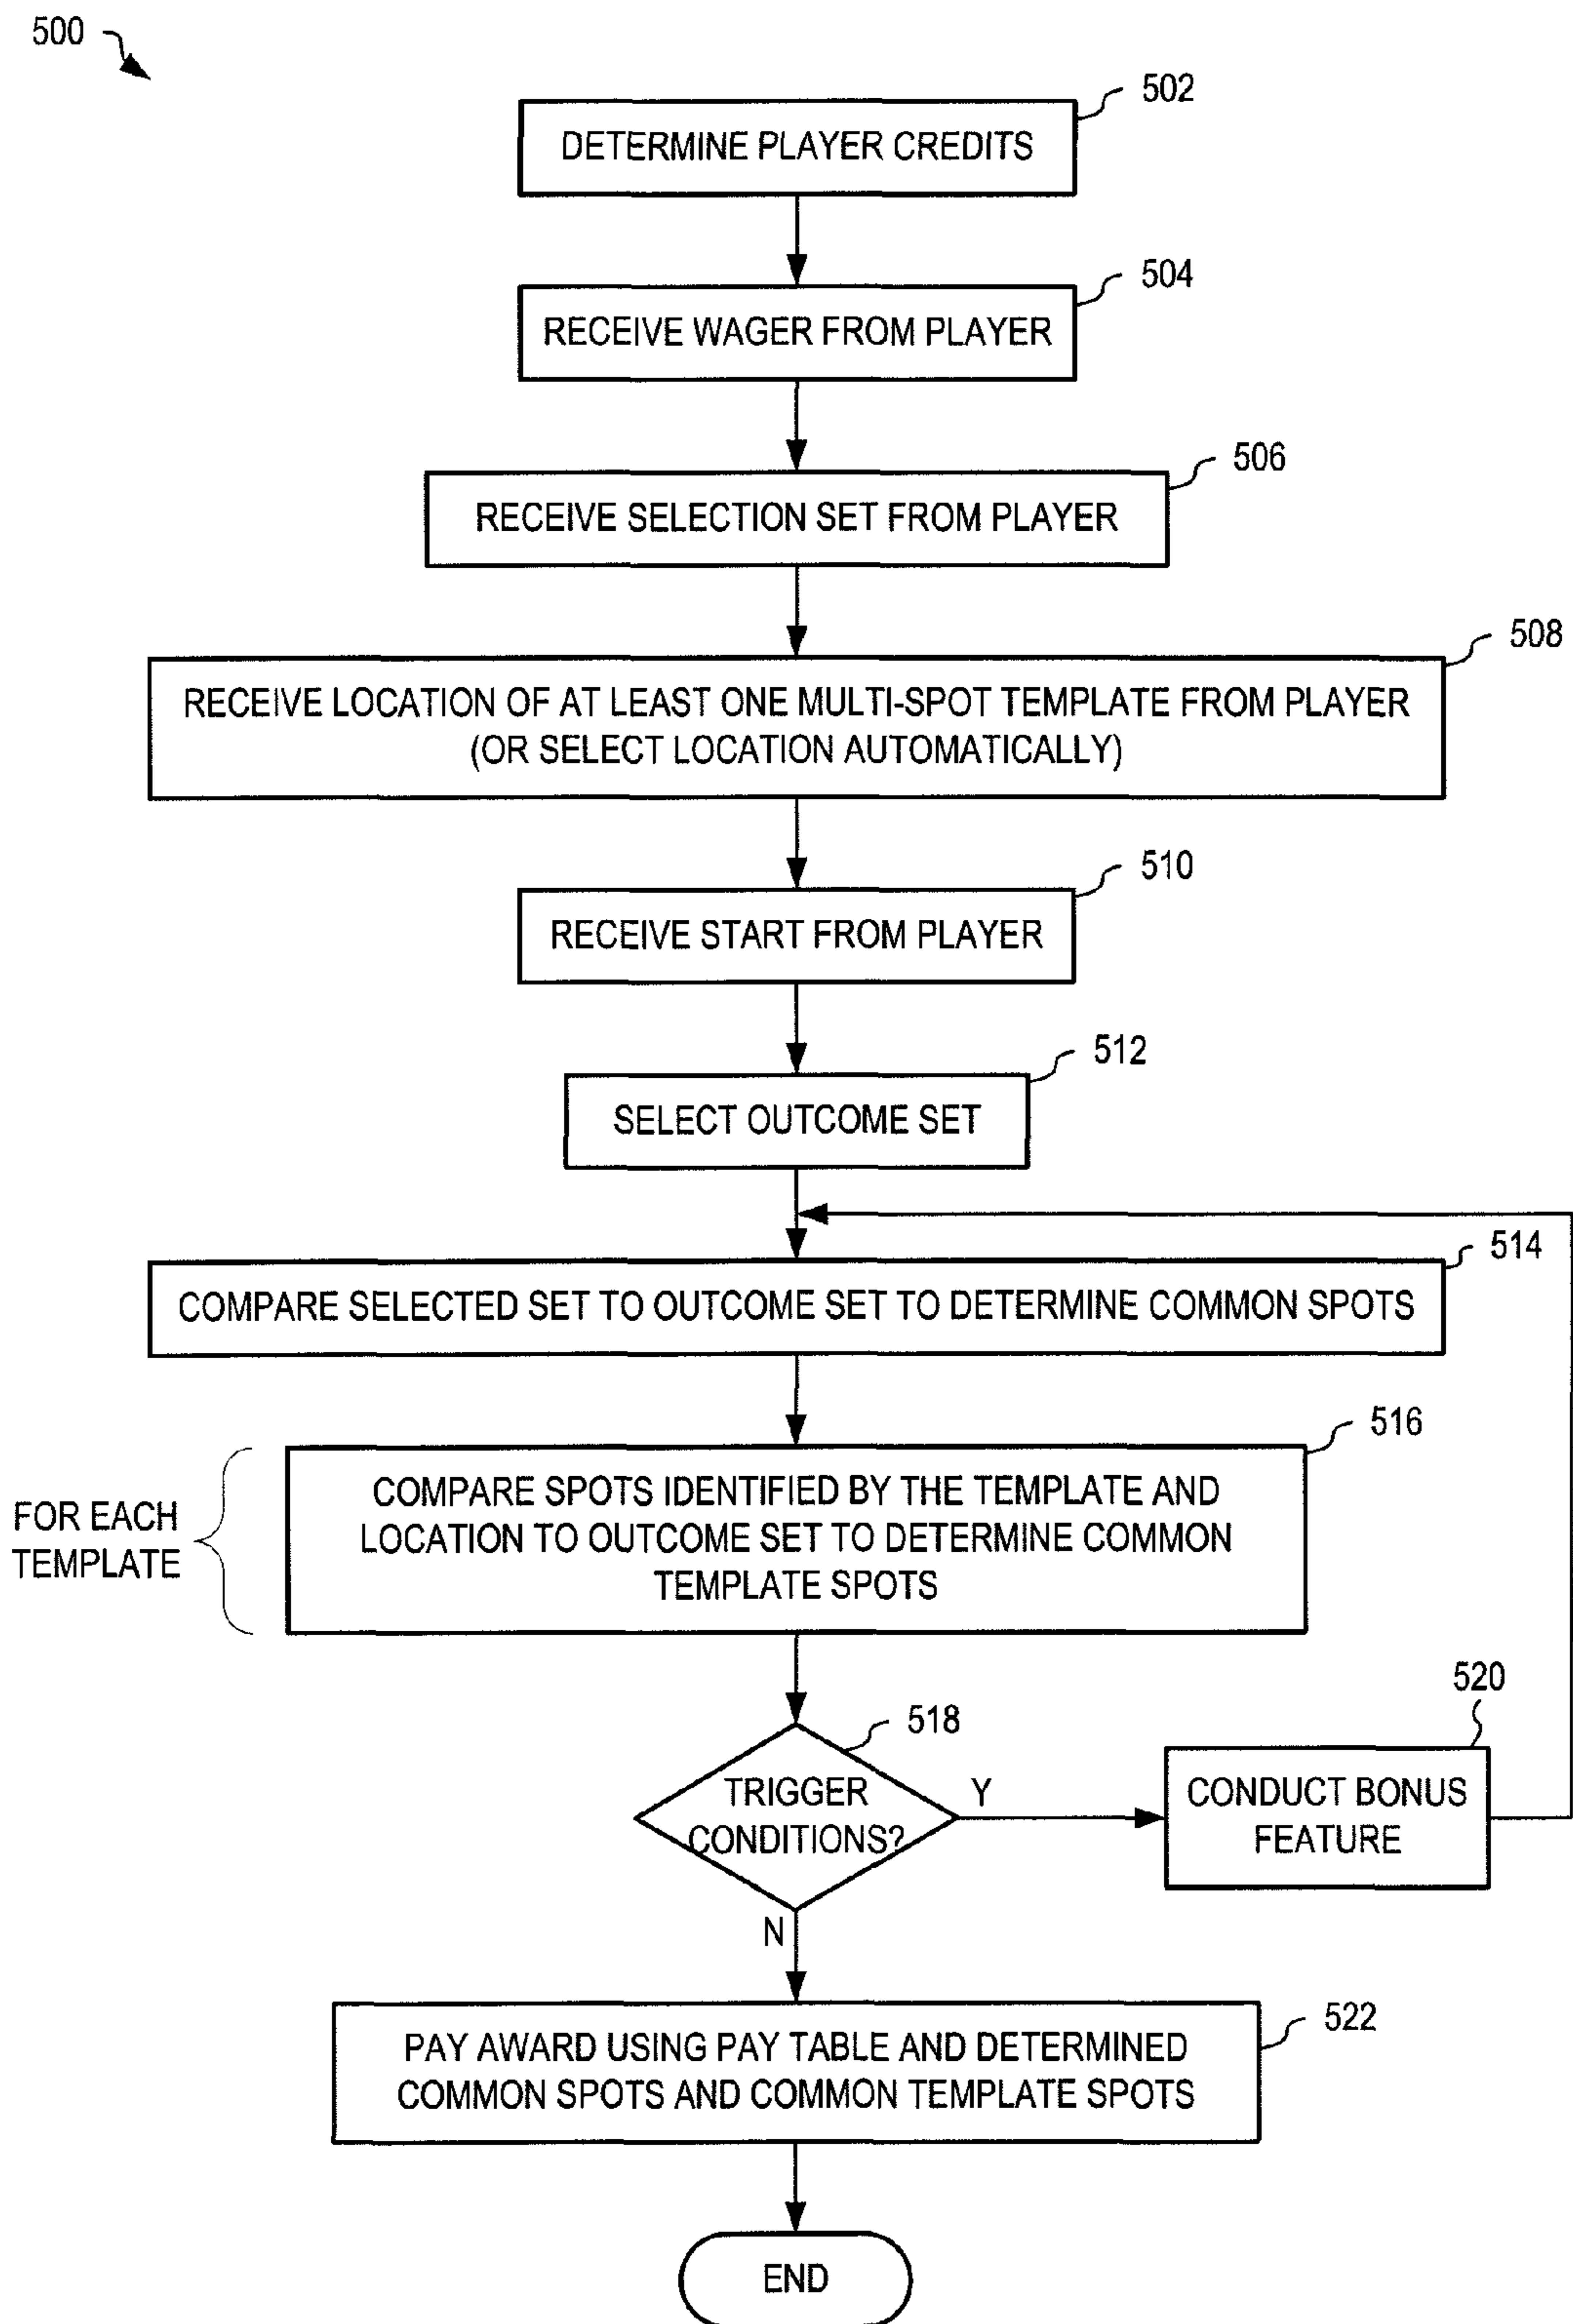 500
502
DETERMINE PLAYER CREDITS
504
RECEIVE WAGER FROM PLAYER
506
RECEIVE SELECTION SET FROM PLAYER
508
RECEIVE LOCATION OF AT LEAST ONE MULTI-SPOT TEMPLATE FROM PLAYER
(OR SELECT LOCATION AUTOMATICALLY)
510
RECEIVE START FROM PLAYER
512
SELECT OUTCOME SET
514
COMPARE SELECTED SET TO OUTCOME SET TO DETERMINE COMMON SPOTS
516
FOR EACH
TEMPLATE
COMPARE SPOTS IDENTIFIED BY THE TEMPLATE AND
LOCATION TO OUTCOME SET TO DETERMINE COMMON
TEMPLATE SPOTS
518
TRIGGER
CONDITIONS?
Y
520
CONDUCT BONUS
FEATURE
N
522
PAY AWARD USING PAY TABLE AND DETERMINED
COMMON SPOTS AND COMMON TEMPLATE SPOTS
END